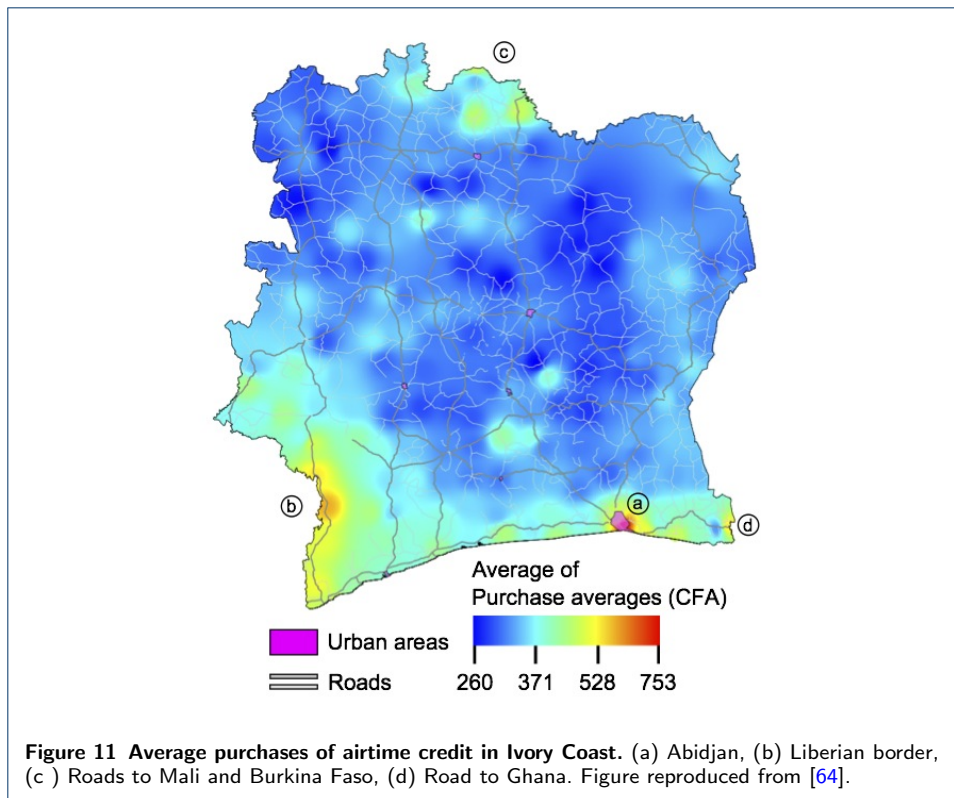 c
b
a
d
Average of
Purchase averages (CFA)
Urban areas
Roads
260 371 528 753
Figure 11 Average purchases of airtime credit in Ivory Coast. (a) Abidjan, (b) Liberian border,
(c ) Roads to Mali and Burkina Faso, (d) Road to Ghana. Figure reproduced from [64].